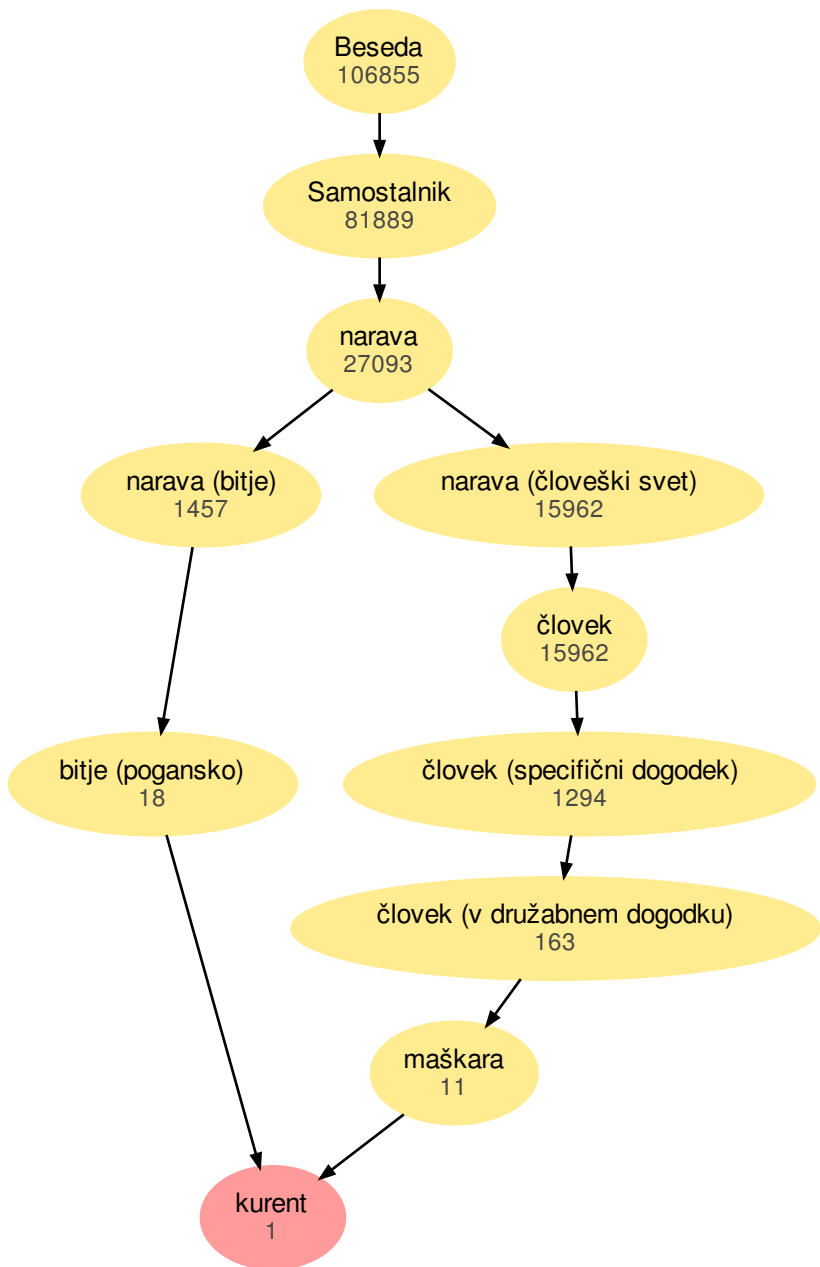 Beseda
106855
Samostalnik
81889
narava
27093
narava (bitje)
1457
narava (človeški svet)
15962
človek
15962
bitje (pogansko)
18
človek (specifični dogodek)
1294
človek (v družabnem dogodku)
163
maškara
11
kurent
1